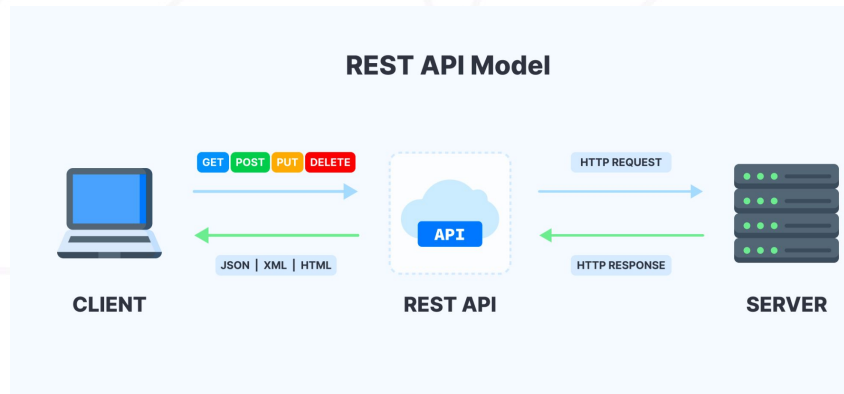 REST API Model
GET POST PUT DELETE
HTTP REQUEST
API
JSON | XML | HTML
HTTP RESPONSE
CLIENT
REST API
SERVER